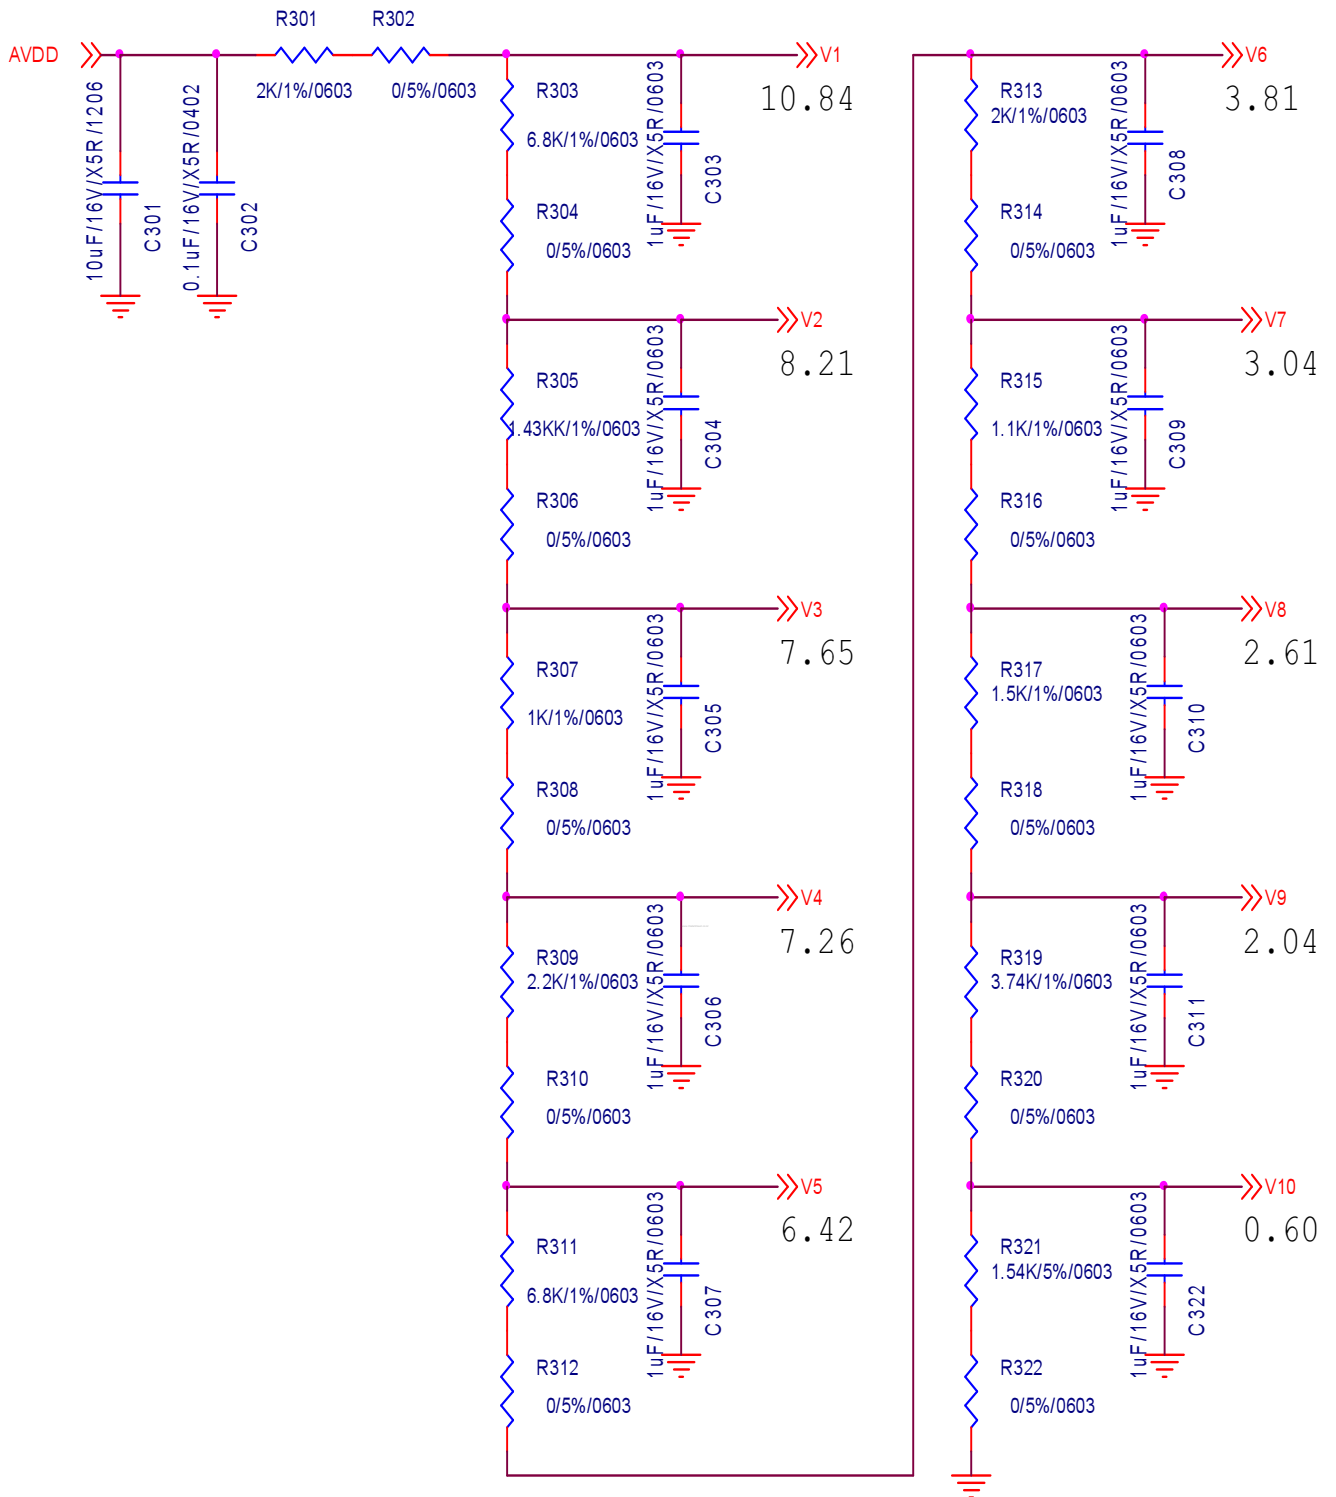 R301
R302
AVDD
2K/1%/0603
0/5%/0603
10uF/16V/X5R/1206
C301
0.1uF/16V/X5R/0402
C302
V1
10.84
R303
6.8K/1%/0603
1uF/16V/X5R/0603
C303
R304
0/5%/0603
V2
8.21
R305
1.43KK/1%/0603
1uF/16V/X5R/0603
C304
R306
0/5%/0603
V3
7.65
R307
1K/1%/0603
1uF/16V/X5R/0603
C305
R308
0/5%/0603
V4
7.26
R309
2.2K/1%/0603
1uF/16V/X5R/0603
C306
R310
0/5%/0603
V5
6.42
R311
6.8K/1%/0603
1uF/16V/X5R/0603
C307
R312
0/5%/0603
V6
3.81
R313
2K/1%/0603
1uF/16V/X5R/0603
C308
R314
0/5%/0603
V7
3.04
R315
1.1K/1%/0603
1uF/16V/X5R/0603
C309
R316
0/5%/0603
V8
2.61
R317
1.5K/1%/0603
1uF/16V/X5R/0603
C310
R318
0/5%/0603
V9
2.04
R319
3.74K/1%/0603
1uF/16V/X5R/0603
C311
R320
0/5%/0603
V10
0.60
R321
1.54K/5%/0603
1uF/16V/X5R/0603
C322
R322
0/5%/0603